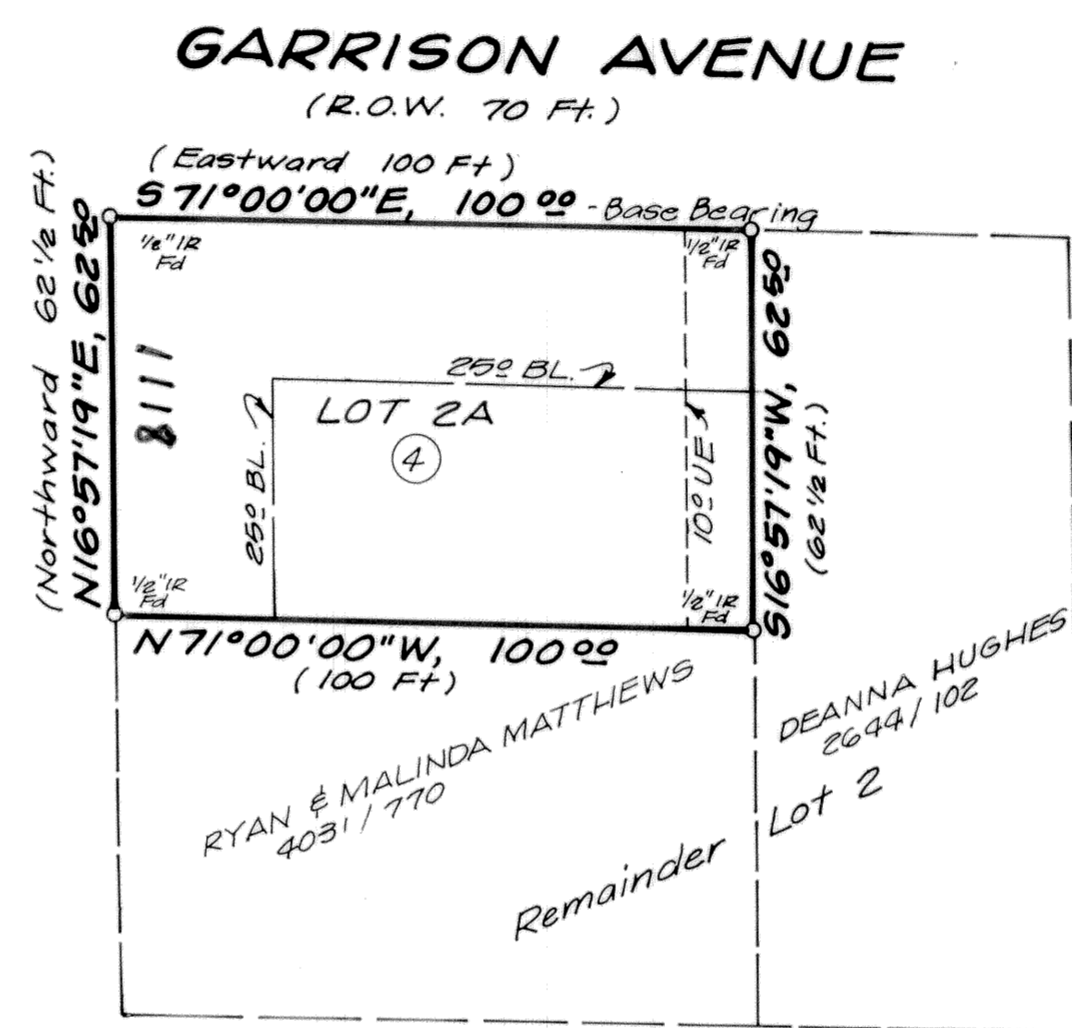 GARRISON AVENUE
(R.O.W. 70 Ft.)
(Eastward 100 Ft)
S 71°00'00"E, 100.00 - Base Bearing
(Northward 62 1/2 Ft.)
N16°57'19"E, 62.50
1/2" IR
Fd
1/2" IR
Fd
S16°57'19"W, 62.50
(62 1/2 Ft.)
8111
25.0 BL.
LOT 2A
4
25.0 BL.
10.0 UE
1/2" IR
Fd
1/2" IR
Fd
N 71°00'00"W, 100.00
(100 Ft)
RYAN & MALINDA MATTHEWS
4031 / 770
DEANNA HUGHES
2644 / 102
Remainder Lot 2